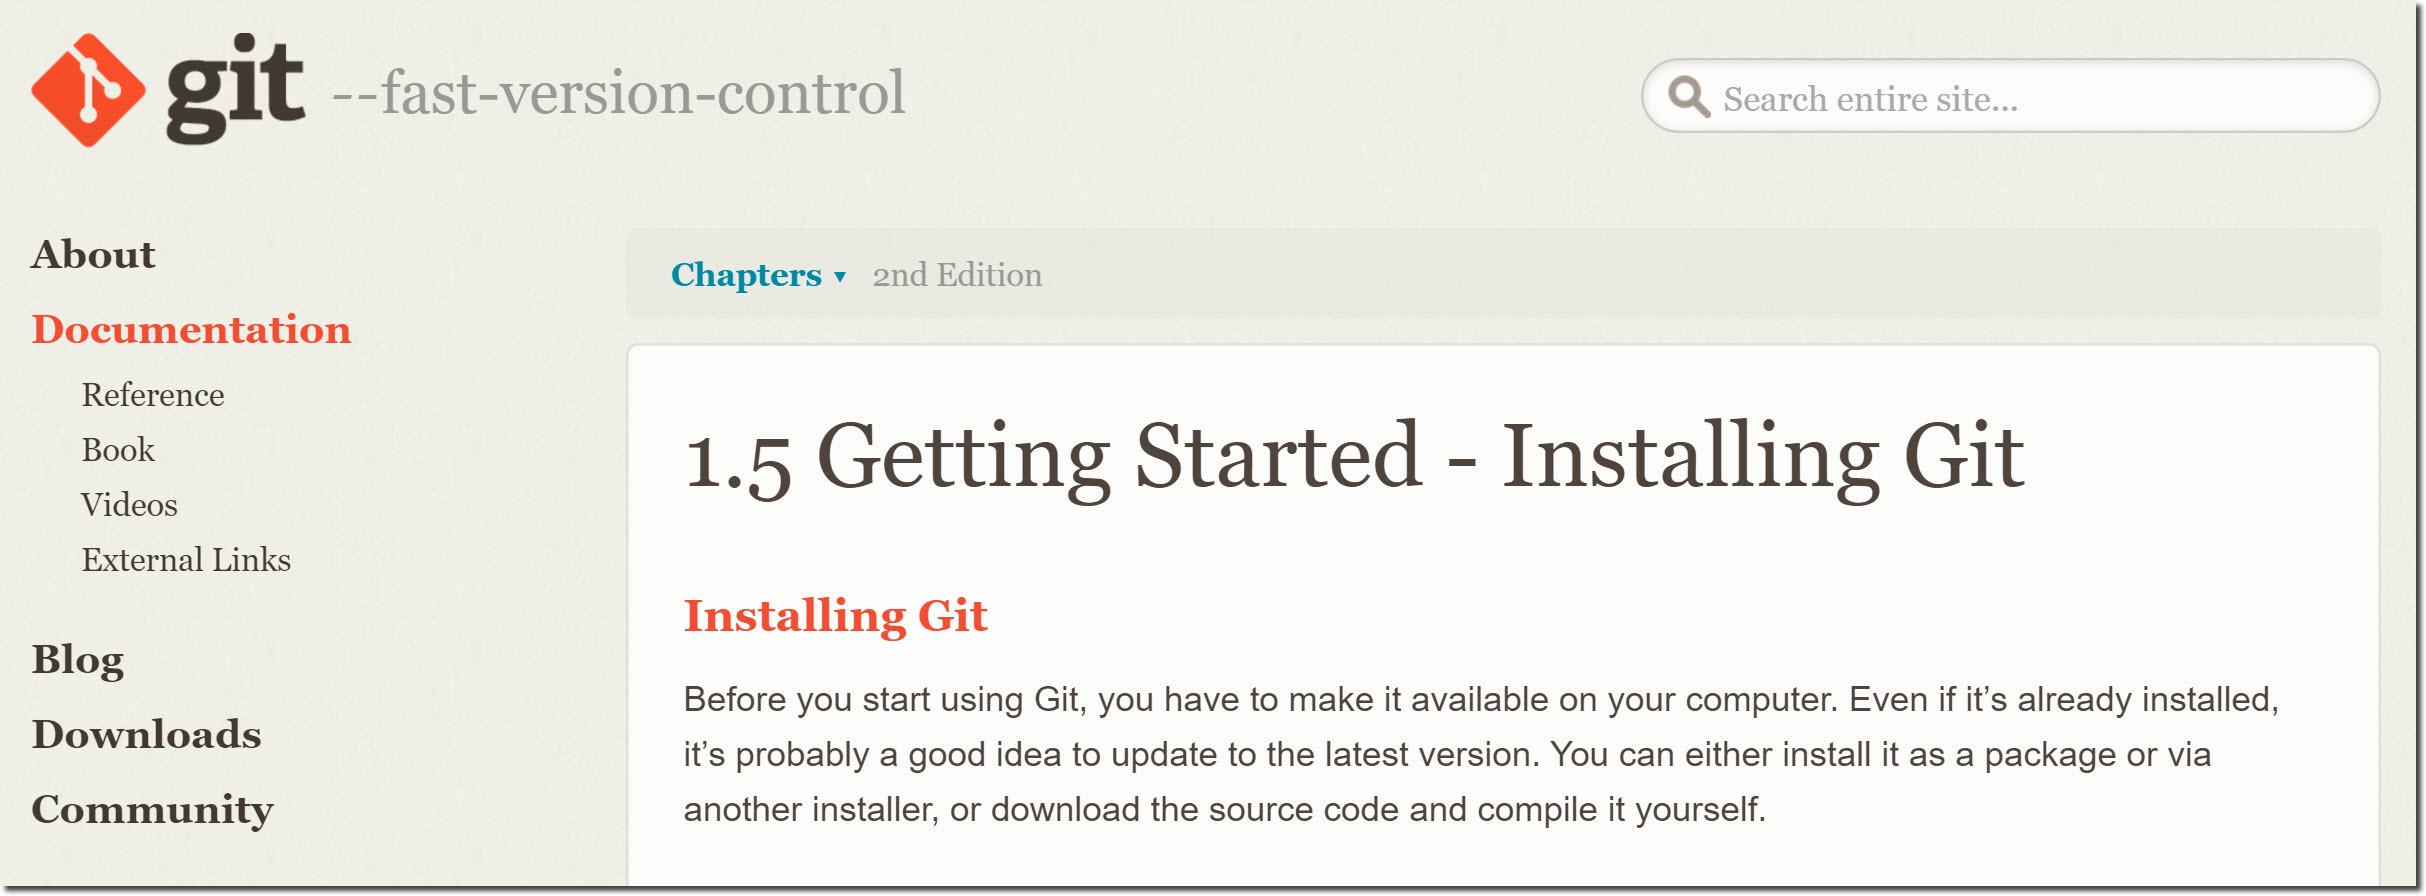 git --fast-version-control
Search entire site...
About
Documentation
Reference
Book
Videos
External Links
Blog
Downloads
Community
Chapters ▾ 2nd Edition
1.5 Getting Started - Installing Git
Installing Git
Before you start using Git, you have to make it available on your computer. Even if it’s already installed,
it’s probably a good idea to update to the latest version. You can either install it as a package or via
another installer, or download the source code and compile it yourself.